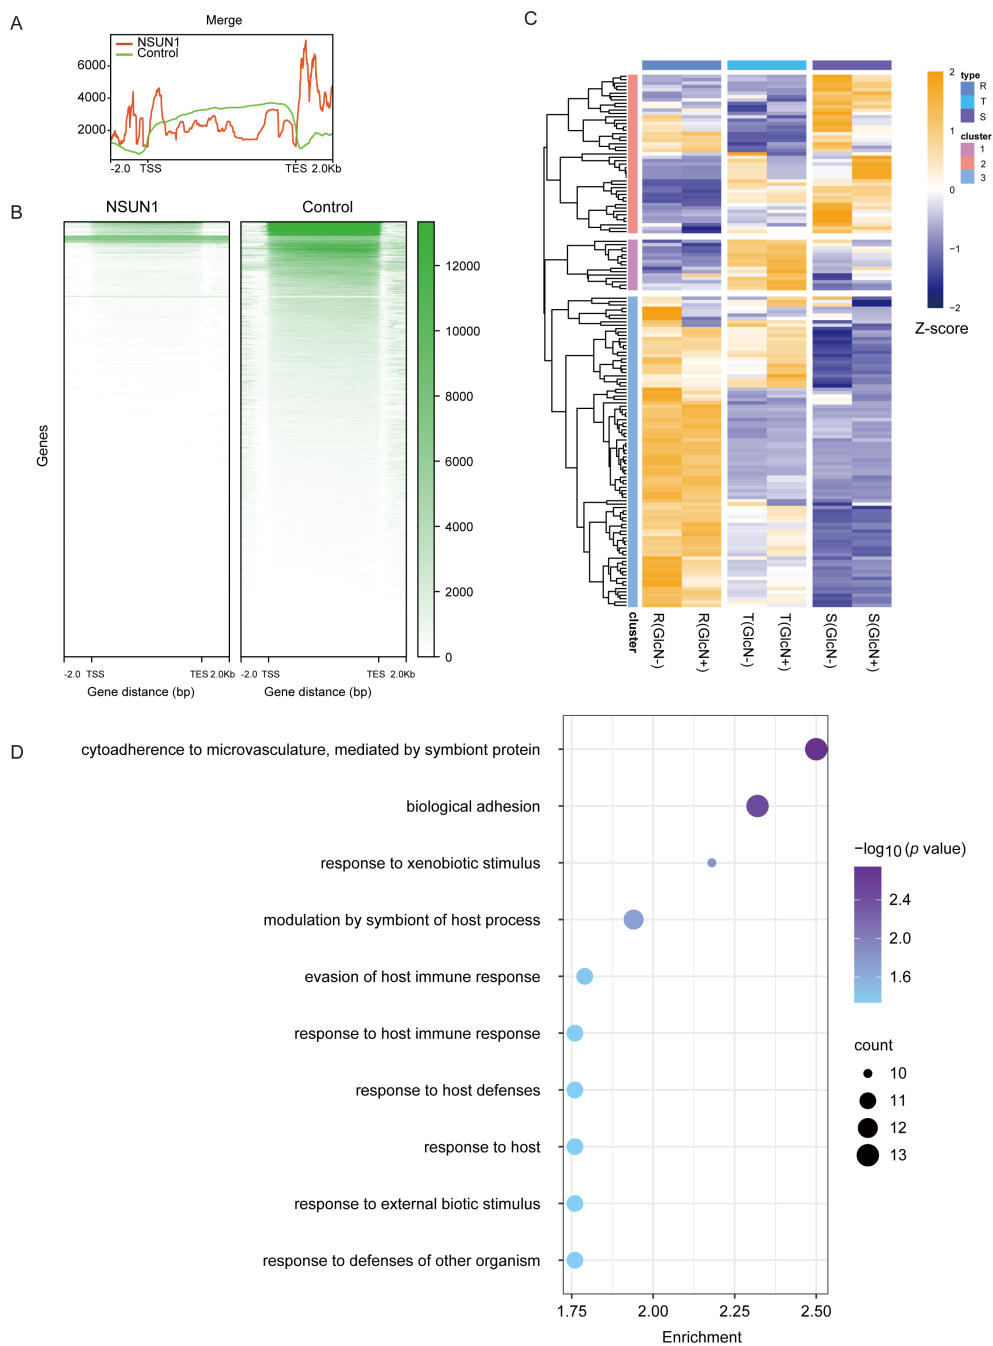 A
Merge
NSUN1
Control
6000
4000
2000
-2.0 TSS TES 2.0Kb
B
NSUN1 Control
Genes
12000
10000
8000
6000
4000
2000
0
-2.0 TSS TES 2.0Kb -2.0 TSS TES 2.0Kb
Gene distance (bp) Gene distance (bp)
C
2
1
0
−1
−2
Z-score
type
R
T
S
cluster
1
2
3
cluster
R(GlcN-)
R(GlcN+)
T(GlcN-)
T(GlcN+)
S(GlcN-)
S(GlcN+)
D
cytoadherence to microvasculature, mediated by symbiont protein
biological adhesion
response to xenobiotic stimulus
modulation by symbiont of host process
evasion of host immune response
response to host immune response
response to host defenses
response to host
response to external biotic stimulus
response to defenses of other organism
1.75 2.00 2.25 2.50
Enrichment
−log10(p value)
2.4
2.0
1.6
count
10
11
12
13